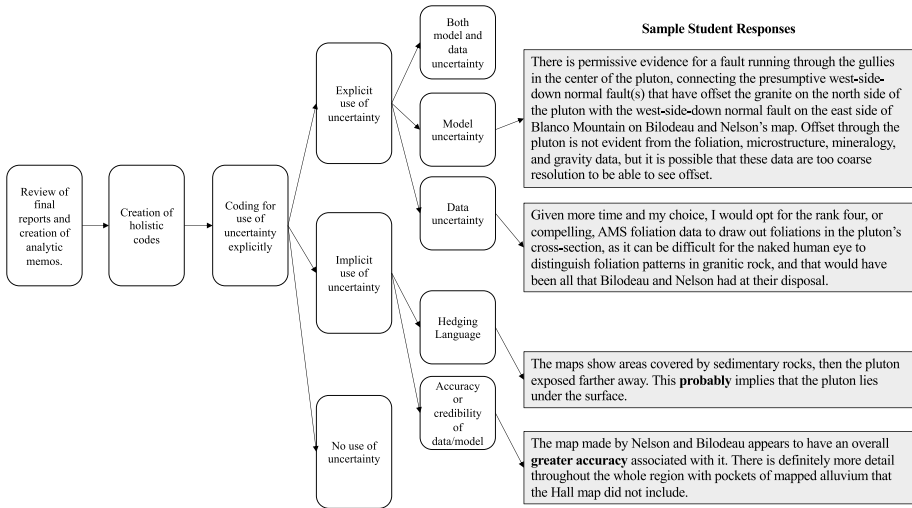 Sample Student Responses
Review of
final
reports and
creation of
analytic
memos.
Creation of
holistic
codes
Coding for
use of
uncertainty
explicitly
Explicit
use of
uncertainty
Implicit
use of
uncertainty
No use of
uncertainty
Both
model and
data
uncertainty
Model
uncertainty
Data
uncertainty
Hedging
Language
Accuracy or
credibility
of
data/model
There is permissive evidence for a fault running through the gullies
in the center of the pluton, connecting the presumptive west-side-
down normal fault(s) that have offset the granite on the north side of
the pluton with the west-side-down normal fault on the east side of
Blanco Mountain on Bilodeau and Nelson’s map. Offset through the
pluton is not evident from the foliation, microstructure, mineralogy,
and gravity data, but it is possible that these data are too coarse
resolution to be able to see offset.
Given more time and my choice, I would opt for the rank four, or
compelling, AMS foliation data to draw out foliations in the pluton’s
cross-section, as it can be difficult for the naked human eye to
distinguish foliation patterns in granitic rock, and that would have
been all that Bilodeau and Nelson had at their disposal.
The maps show areas covered by sedimentary rocks, then the pluton
exposed farther away. This probably implies that the pluton lies
under the surface.
The map made by Nelson and Bilodeau appears to have an overall
greater accuracy associated with it. There is definitely more detail
throughout the whole region with pockets of mapped alluvium that
the Hall map did not include.